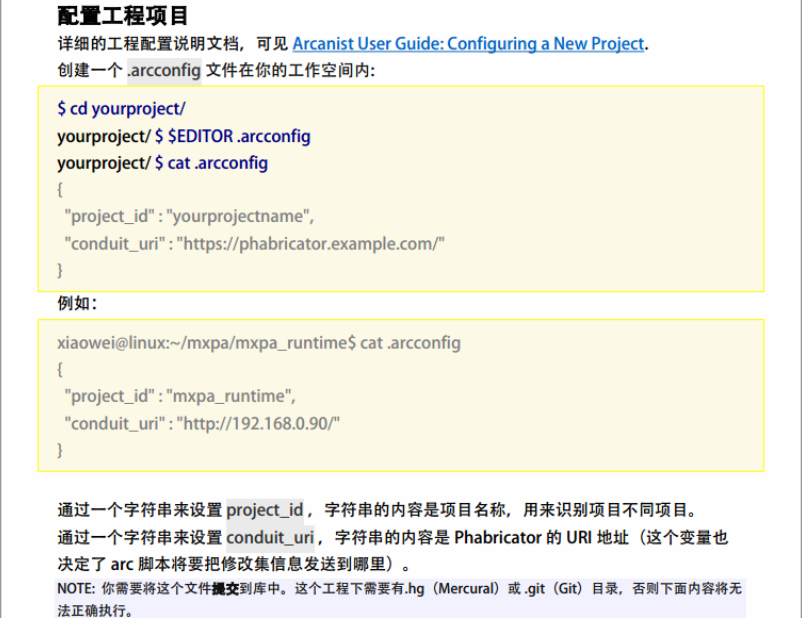 配置工程项目
详细的工程配置说明文档，可见 Arcanist User Guide: Configuring a New Project.
创建一个 .arcconfig 文件在你的工作空间内:
$ cd yourproject/
yourproject/ $ $EDITOR .arcconfig
yourproject/ $ cat .arcconfig
{
"project_id" : "yourprojectname",
"conduit_uri" : "https://phabricator.example.com/"
}
例如：
xiaowei@linux:~/mxpa/mxpa_runtime$ cat .arcconfig
{
"project_id" : "mxpa_runtime",
"conduit_uri" : "http://192.168.0.90/"
}
通过一个字符串来设置 project_id ，字符串的内容是项目名称，用来识别项目不同项目。
通过一个字符串来设置 conduit_uri ，字符串的内容是 Phabricator 的 URI 地址（这个变量也
决定了 arc 脚本将要把修改集信息发送到哪里）。
NOTE: 你需要将这个文件提交到库中。这个工程下需要有.hg（Mercural）或 .git（Git）目录，否则下面内容将无
法正确执行。